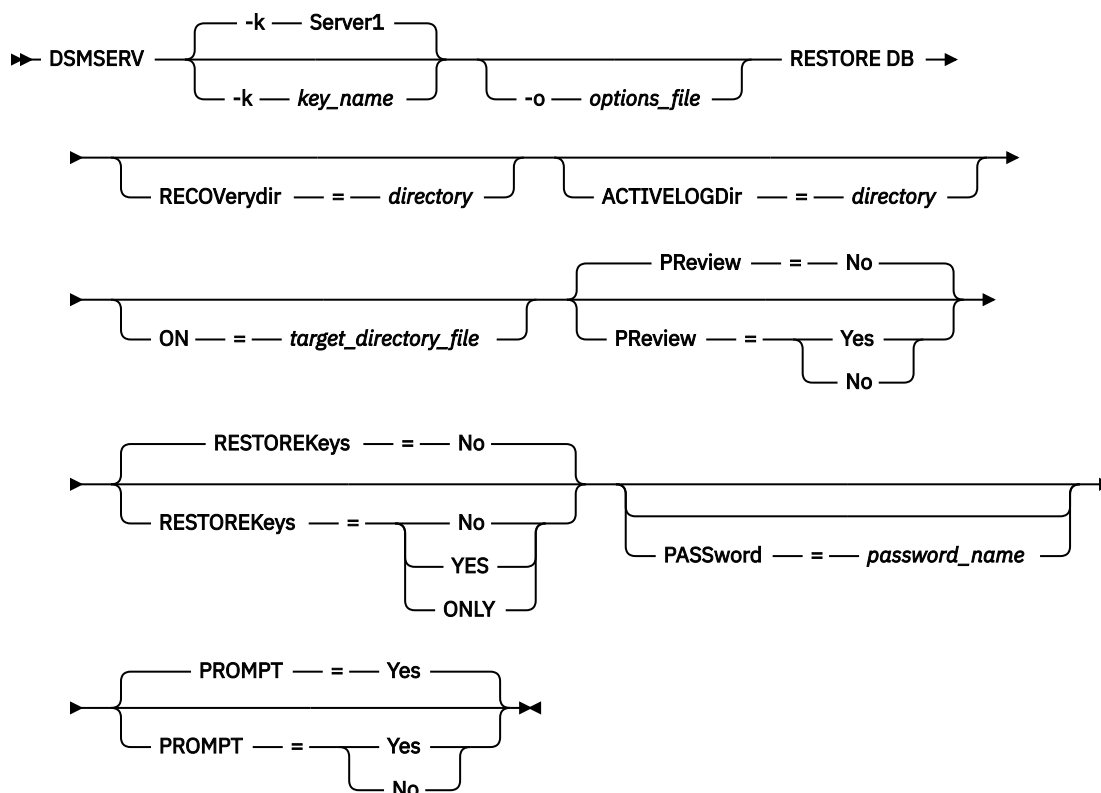 -k Server1
DSMSERV RESTORE DB
-k key_name -o options_file
RECOVerydir = directory ACTIVELOGDir = directory
PReview = No
ON = target_directory_file PReview = Yes
No
RESTOREKeys = No
RESTOREKeys = No
YES
ONLY
PASSword = password_name
PROMPT = Yes
PROMPT = Yes
No